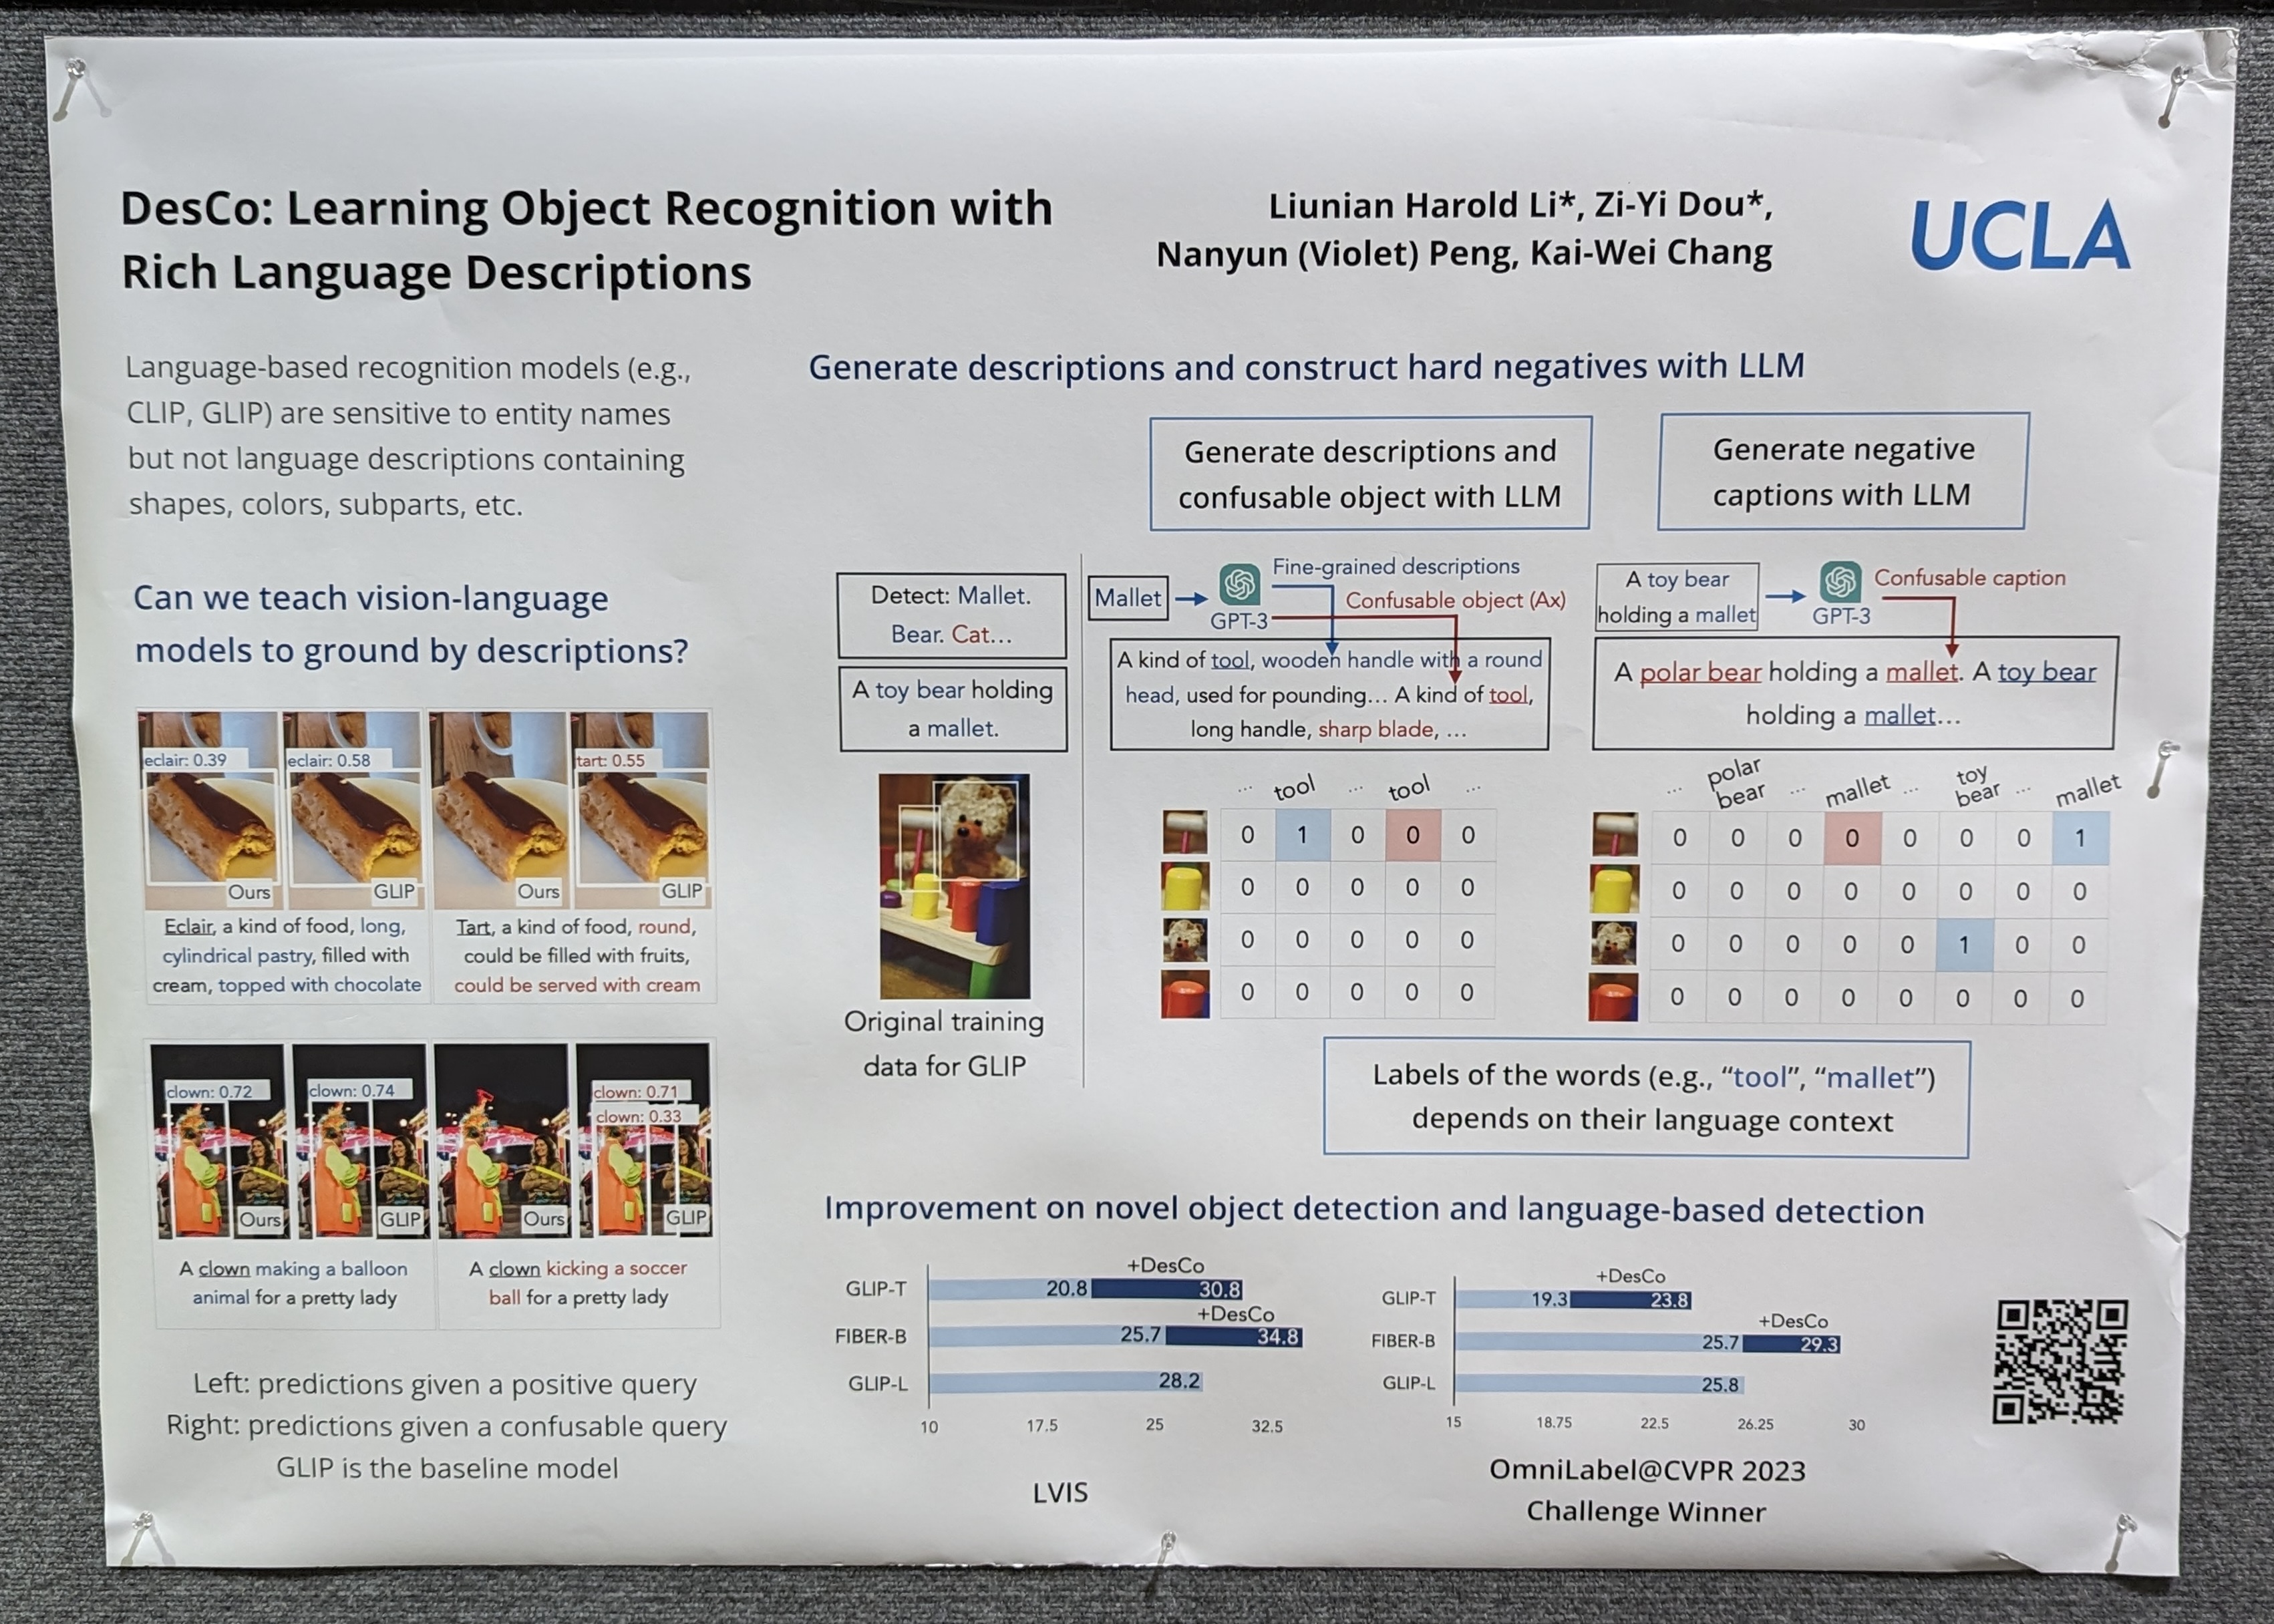 DesCo: Learning Object Recognition with
Rich Language Descriptions
Liunian Harold Li*, Zi-Yi Dou*,
Nanyun (Violet) Peng, Kai-Wei Chang
UCLA
Language-based recognition models (e.g.,
CLIP, GLIP) are sensitive to entity names
but not language descriptions containing
shapes, colors, subparts, etc.
Can we teach vision-language
models to ground by descriptions?
eclair: 0.39
eclair: 0.58
tart: 0.55
Ours
GLIP
Ours
GLIP
Eclair, a kind of food, long,
cylindrical pastry, filled with
cream, topped with chocolate
Tart, a kind of food, round,
could be filled with fruits,
could be served with cream
clown: 0.72
clown: 0.74
clown: 0.71
clown: 0.33
Ours
GLIP
Ours
GLIP
A clown making a balloon
animal for a pretty lady
A clown kicking a soccer
ball for a pretty lady
Left: predictions given a positive query
Right: predictions given a confusable query
GLIP is the baseline model
Generate descriptions and construct hard negatives with LLM
Generate descriptions and
confusable object with LLM
Generate negative
captions with LLM
Detect: Mallet.
Bear. Cat...
A toy bear holding
a mallet.
Original training
data for GLIP
Mallet
GPT-3
Fine-grained descriptions
Confusable object (Ax)
A kind of tool, wooden handle with a round
head, used for pounding... A kind of tool,
long handle, sharp blade, ...
... tool ... tool ...
0 1 0 0 0
0 0 0 0 0
0 0 0 0 0
0 0 0 0 0
A toy bear
holding a mallet
GPT-3
Confusable caption
A polar bear holding a mallet. A toy bear
holding a mallet...
... polar bear ... mallet ... toy bear ... mallet
0 0 0 0 0 0 0 1
0 0 0 0 0 0 0 0
0 0 0 0 0 1 0 0
0 0 0 0 0 0 0 0
Labels of the words (e.g., “tool”, “mallet”)
depends on their language context
Improvement on novel object detection and language-based detection
+DesCo
GLIP-T 20.8 30.8
+DesCo
FIBER-B 25.7 34.8
GLIP-L 28.2
10 17.5 25 32.5
LVIS
+DesCo
GLIP-T 19.3 23.8
+DesCo
FIBER-B 25.7 29.3
GLIP-L 25.8
15 18.75 22.5 26.25 30
OmniLabel@CVPR 2023
Challenge Winner